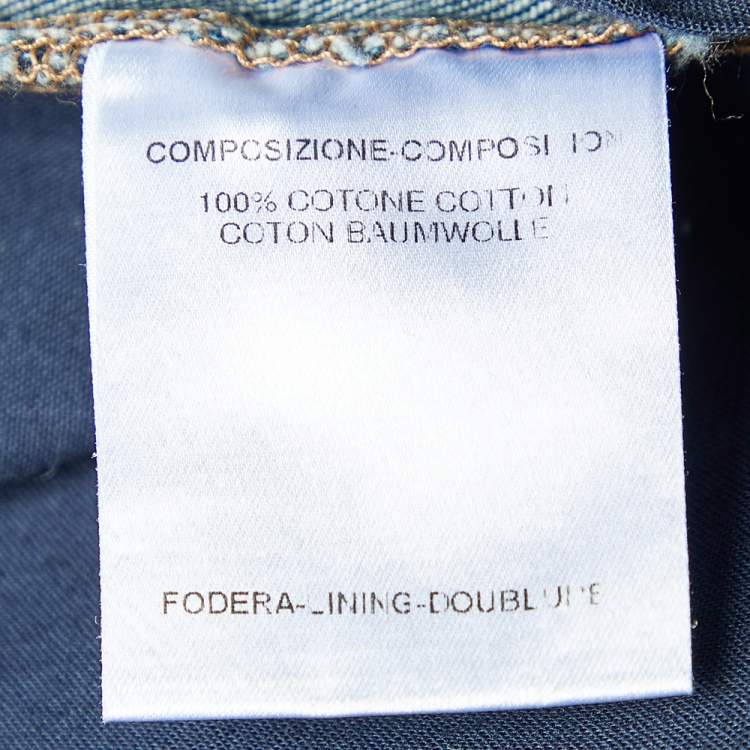 COMPOSIZIONE-COMPOSITION
100% COTONE COTTON
COTON BAUMWOLLE
FODERA-LINING-DOUBLURE